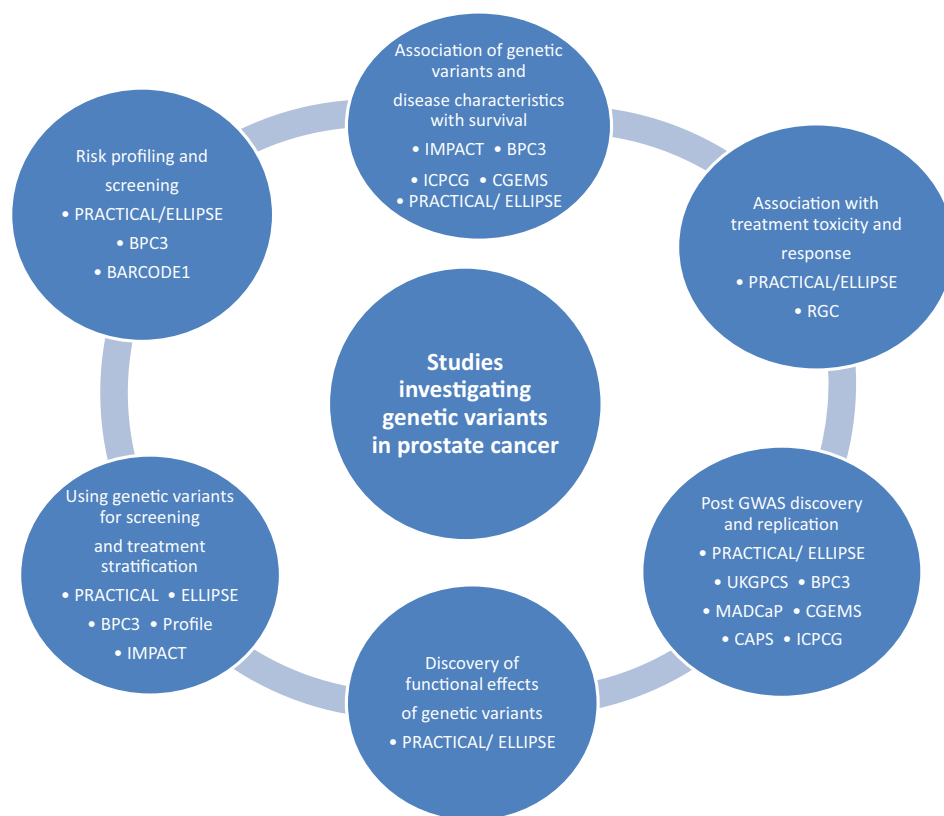 Association of genetic
variants and
disease characteristics
with survival
• IMPACT • BPC3
• ICPCG • CGEMS
• PRACTICAL/ ELLIPSE
Risk profiling and
screening
• PRACTICAL/ELLIPSE
• BPC3
• BARCODE1
Association with
treatment toxicity and
response
• PRACTICAL/ELLIPSE
• RGC
Studies
investigating
genetic variants
in prostate cancer
Using genetic variants
for screening
and treatment
stratification
• PRACTICAL • ELLIPSE
• BPC3 • Profile
• IMPACT
Post GWAS discovery
and replication
• PRACTICAL/ ELLIPSE
• UKGPCS • BPC3
• MADCaP • CGEMS
• CAPS • ICPCG
Discovery of
functional effects
of genetic variants
• PRACTICAL/ ELLIPSE